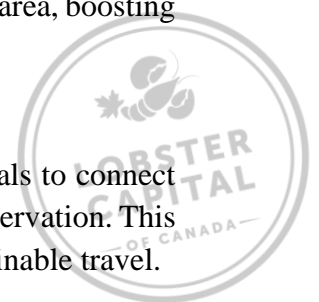 area, boosting
LOBSTER
CAPITAL
OF CANADA
als to connect
ervation. This
inable travel.